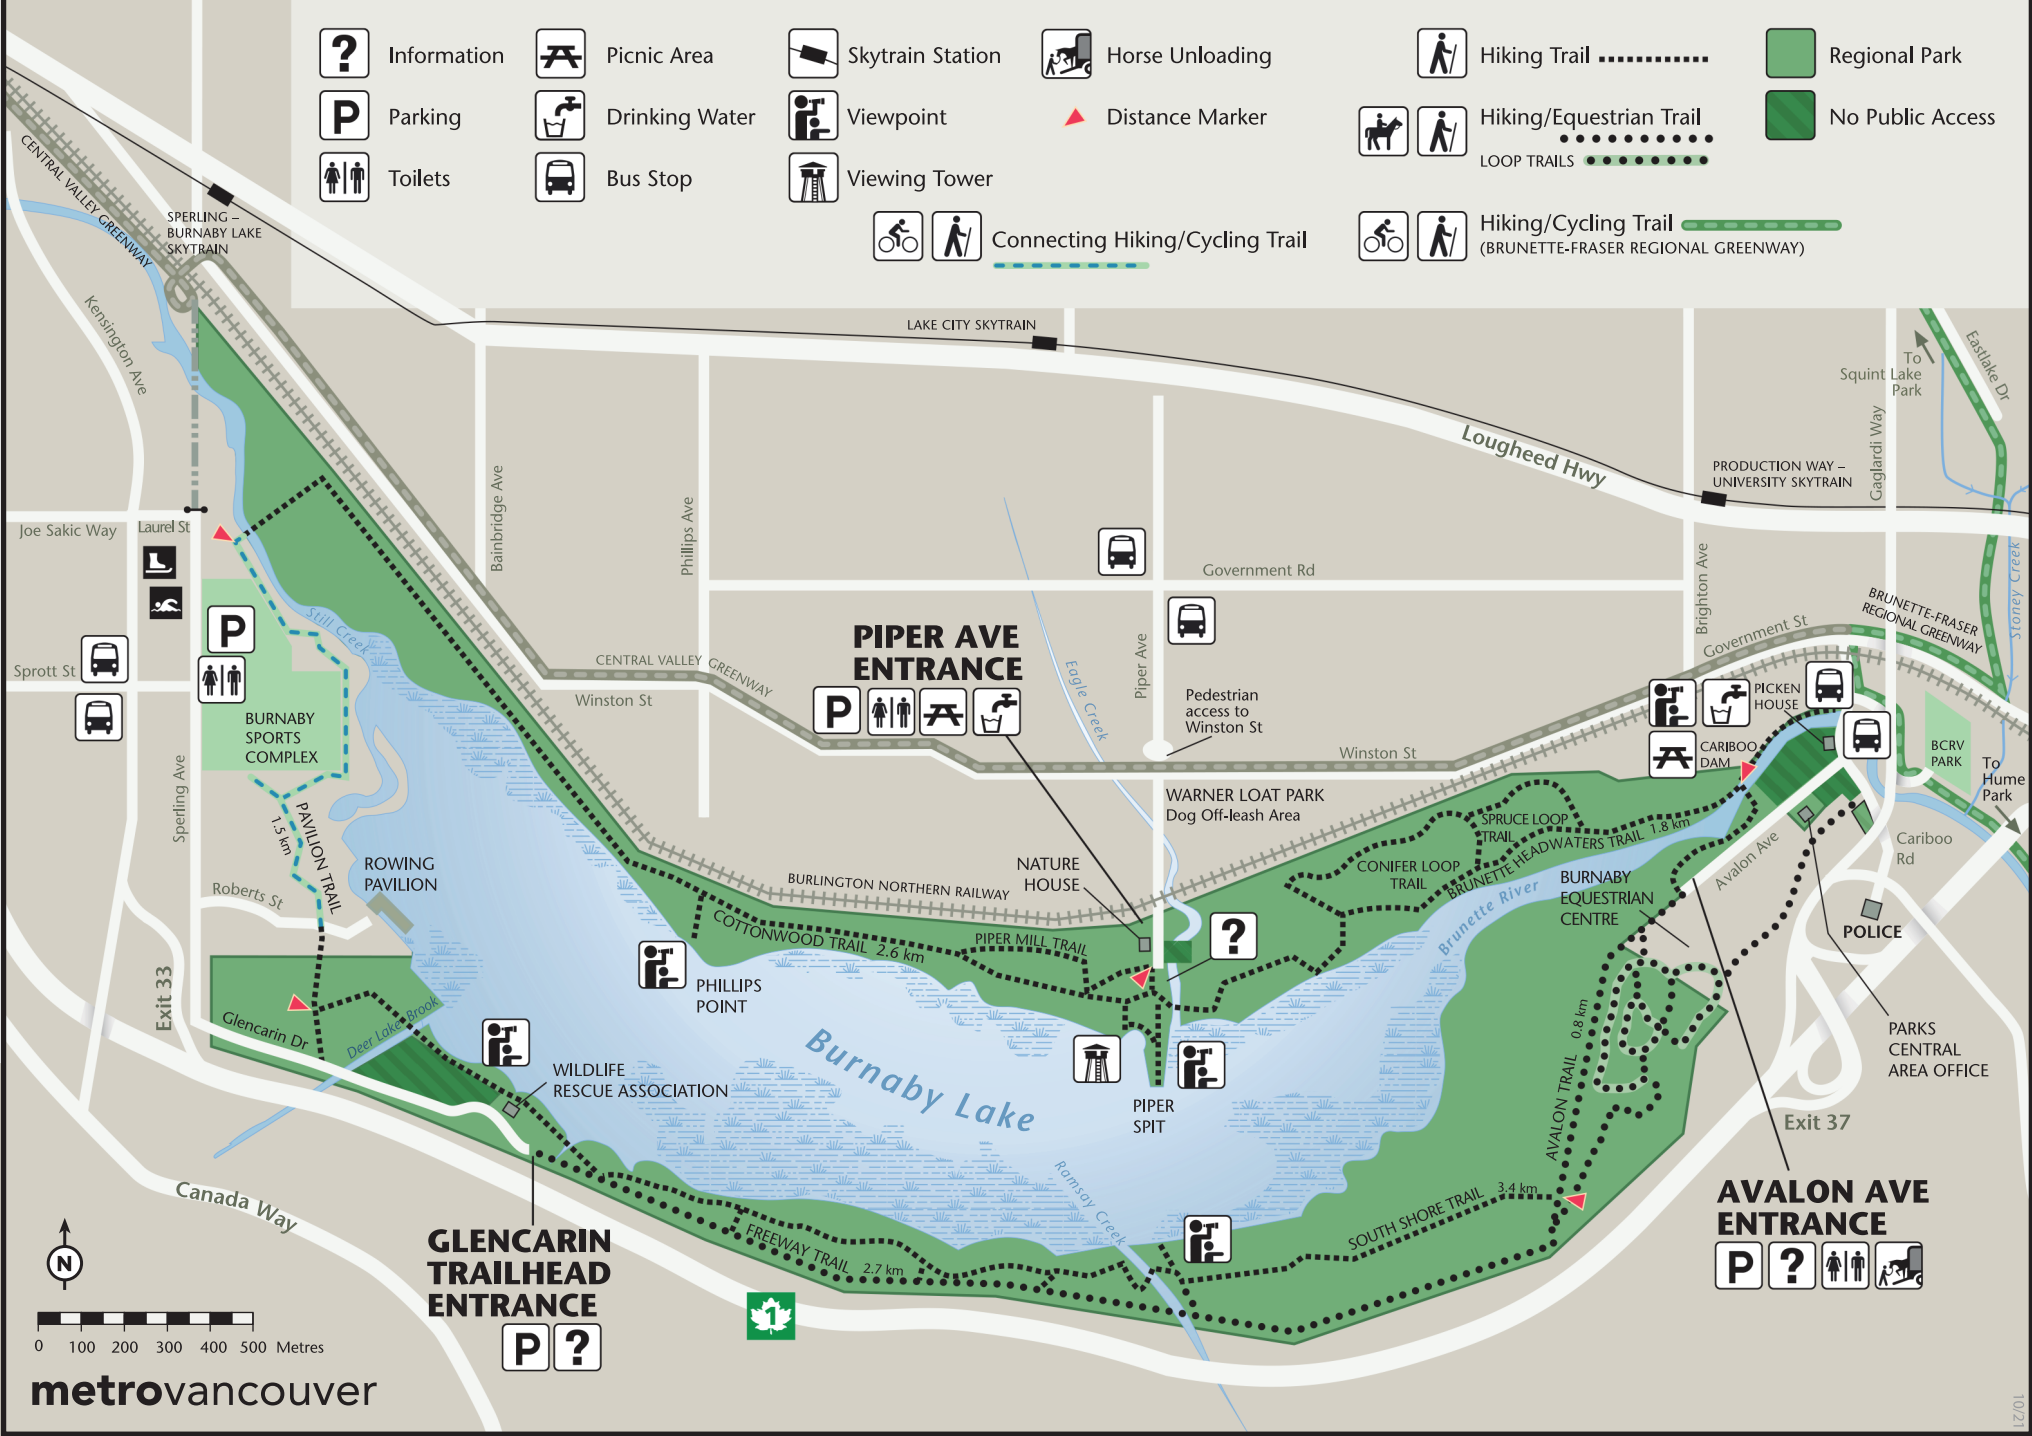 ?
Information
P
Parking
Toilets
Picnic Area
Drinking Water
Bus Stop
Skytrain Station
Viewpoint
Viewing Tower
Horse Unloading
Distance Marker
Connecting Hiking/Cycling Trail
Hiking Trail
Hiking/Equestrian Trail
LOOP TRAILS
Hiking/Cycling Trail
(BRUNETTE-FRASER REGIONAL GREENWAY)
Regional Park
No Public Access
CENTRAL VALLEY GREENWAY
SPERLING –
BURNABY LAKE
SKYTRAIN
Kensington Ave
LAKE CITY SKYTRAIN
Lougheed Hwy
PRODUCTION WAY –
UNIVERSITY SKYTRAIN
To
Squint Lake
Park
Eastlake Dr
Gaglardi Way
Stoney Creek
Joe Sakic Way
Laurel St
Bainbridge Ave
Phillips Ave
Government Rd
Brighton Ave
Government St
BRUNETTE-FRASER
REGIONAL GREENWAY
Still Creek
P
Sprott St
BURNABY
SPORTS
COMPLEX
Sperling Ave
CENTRAL VALLEY GREENWAY
Winston St
PIPER AVE
ENTRANCE
P
Eagle Creek
Piper Ave
Pedestrian
access to
Winston St
Winston St
PICKEN
HOUSE
CARIBOO
DAM
BCRV
PARK
To
Hume
Park
WARNER LOAT PARK
Dog Off-leash Area
SPRUCE LOOP
TRAIL
BRUNETTE HEADWATERS TRAIL 1.8 km
CONIFER LOOP
TRAIL
Brunette River
BURNABY
EQUESTRIAN
CENTRE
Avalon Ave
Cariboo
Rd
POLICE
PAVILION TRAIL
1.5 km
ROWING
PAVILION
Roberts St
NATURE
HOUSE
BURLINGTON NORTHERN RAILWAY
COTTONWOOD TRAIL 2.6 km
PIPER MILL TRAIL
?
PHILLIPS
POINT
Exit 33
Glencarin Dr
Deer Lake Brook
WILDLIFE
RESCUE ASSOCIATION
Burnaby Lake
PIPER
SPIT
AVALON TRAIL 0.8 km
PARKS
CENTRAL
AREA OFFICE
Exit 37
Canada Way
Ramsay Creek
SOUTH SHORE TRAIL 3.4 km
FREEWAY TRAIL 2.7 km
GLENCARIN
TRAILHEAD
ENTRANCE
P ?
AVALON AVE
ENTRANCE
P ?
1
N
0 100 200 300 400 500 Metres
metrovancouver
10/21